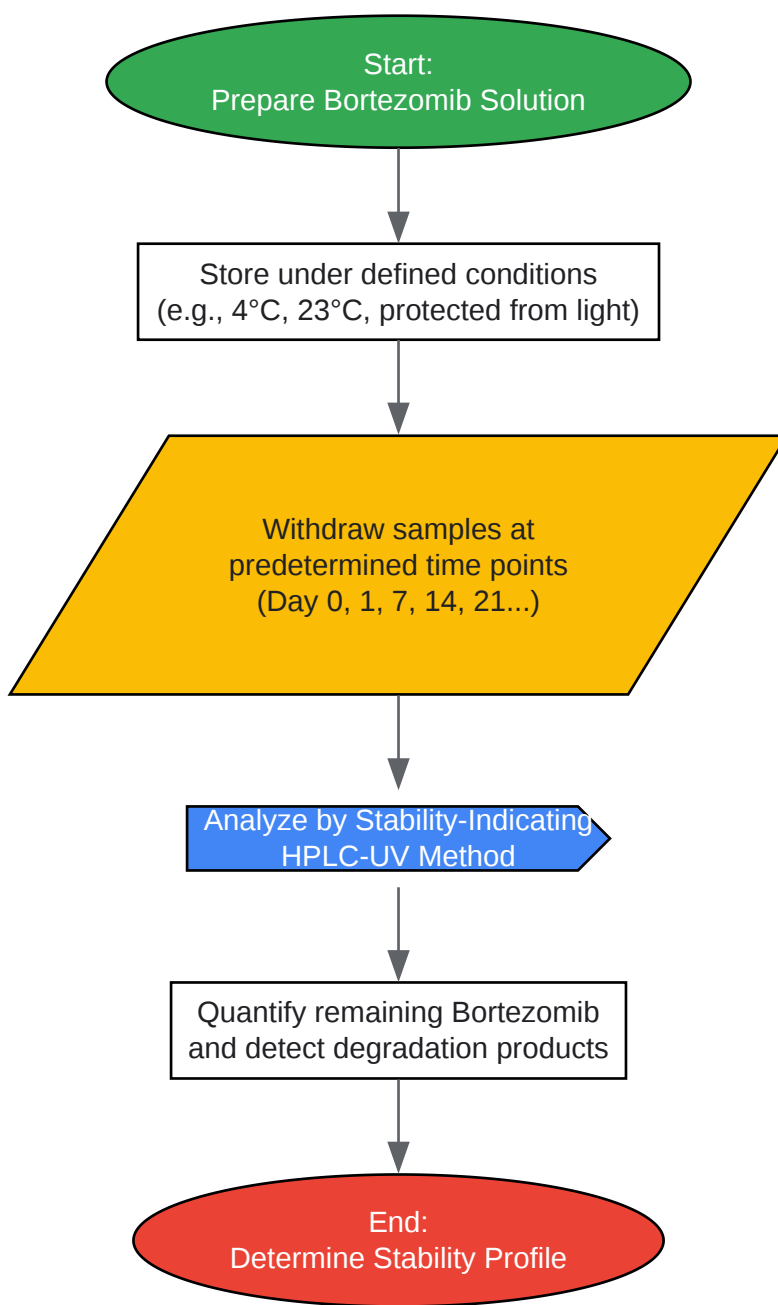 Start:
Prepare Bortezomib Solution
Store under defined conditions
(e.g., 4°C, 23°C, protected from light)
Withdraw samples at
predetermined time points
(Day 0, 1, 7, 14, 21...)
Analyze by Stability-Indicating
HPLC-UV Method
Quantify remaining Bortezomib
and detect degradation products
End:
Determine Stability Profile